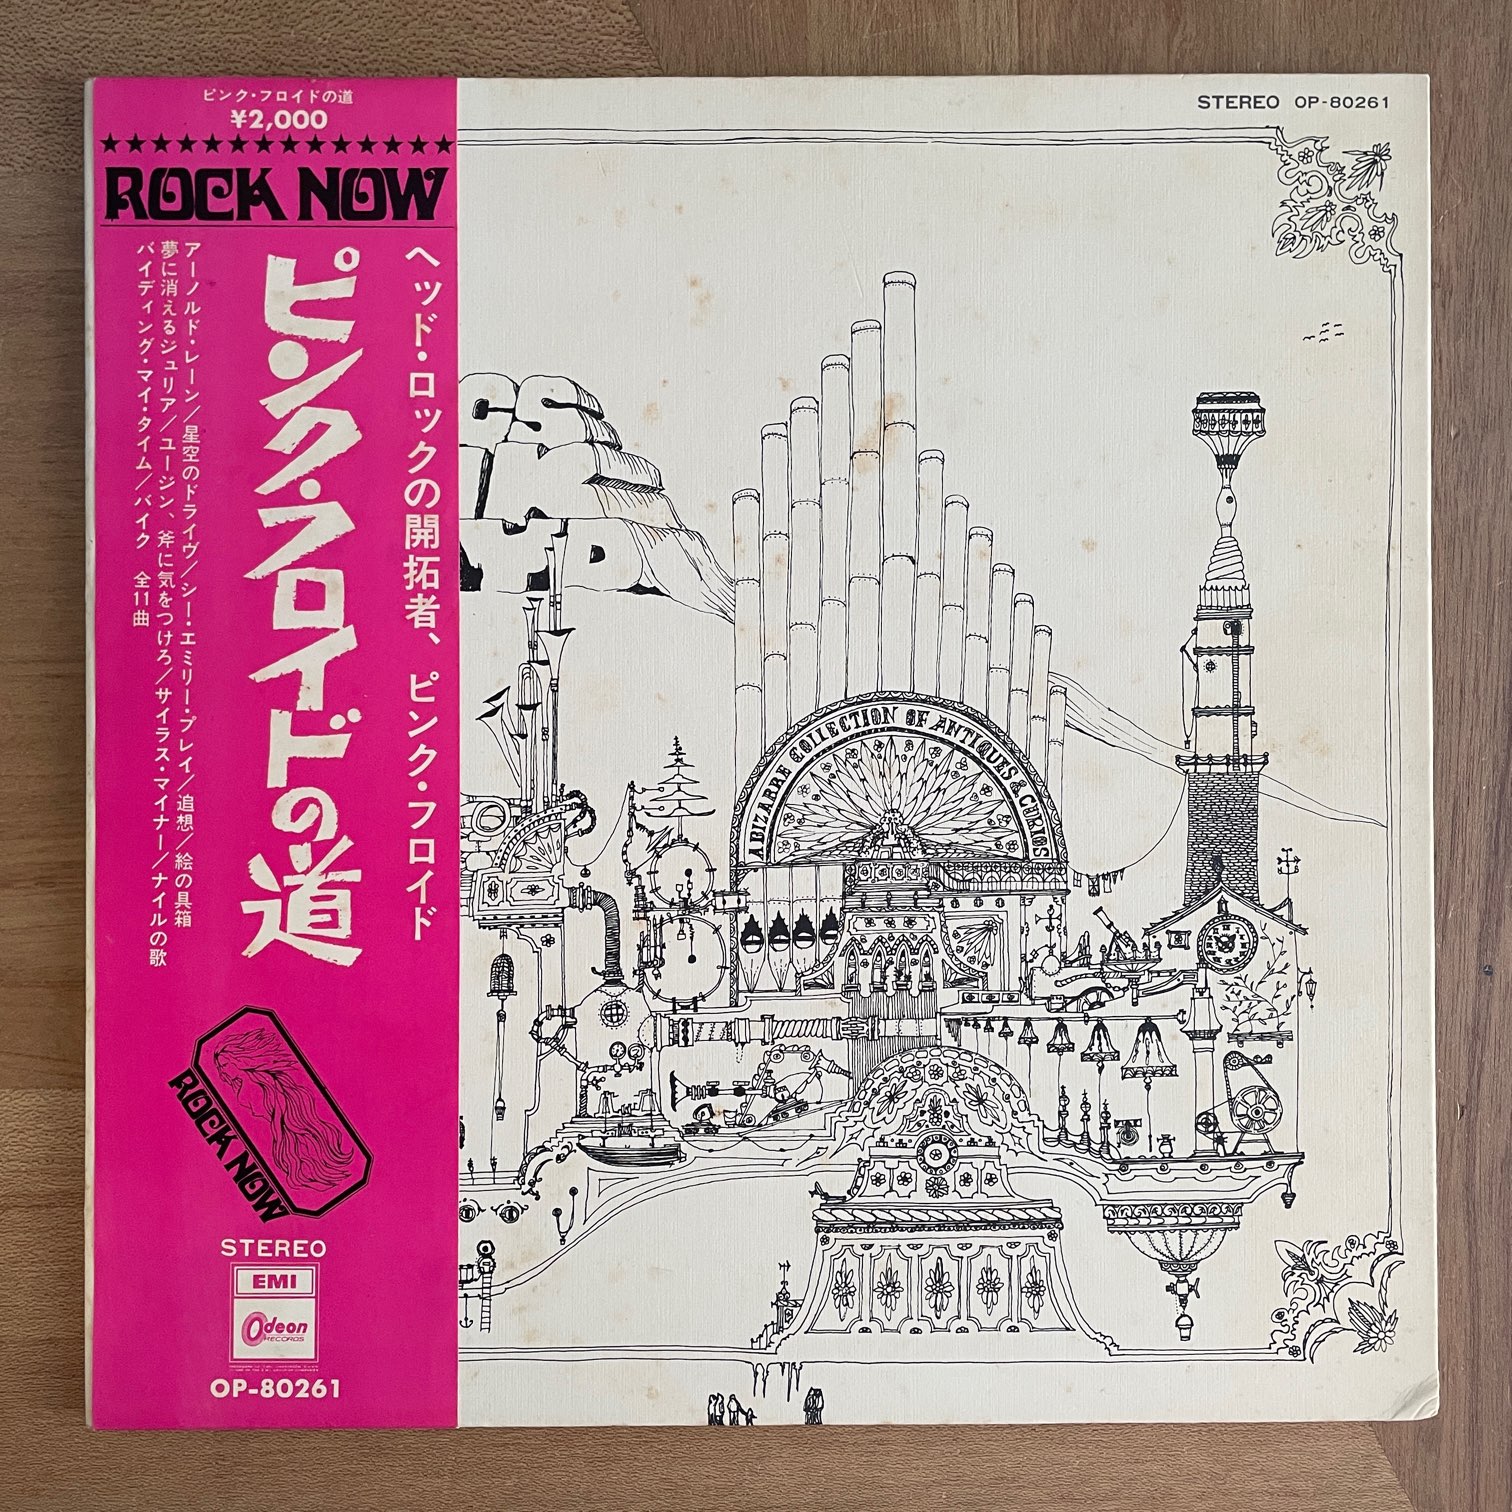 ピンク・フロイドの道
¥2,000
ROCK NOW
ヘッド・ロックの開拓者、ピンク・フロイド
ピンク・フロイドの道
アーノルド・レーン/星空のドライヴ/シー・エミリー・プレイ/追想/絵の具箱
夢に消えるジュリア/ユージン、斧に気をつけろ/サイラス・マイナー/ナイルの歌
バイディング・マイ・タイム/バイク 全11曲
ROCK NOW
STEREO
EMI
Odeon
RECORDS
OP-80261
STEREO OP-80261
A BIZARRE COLLECTION OF ANTIQUES & CURIOS